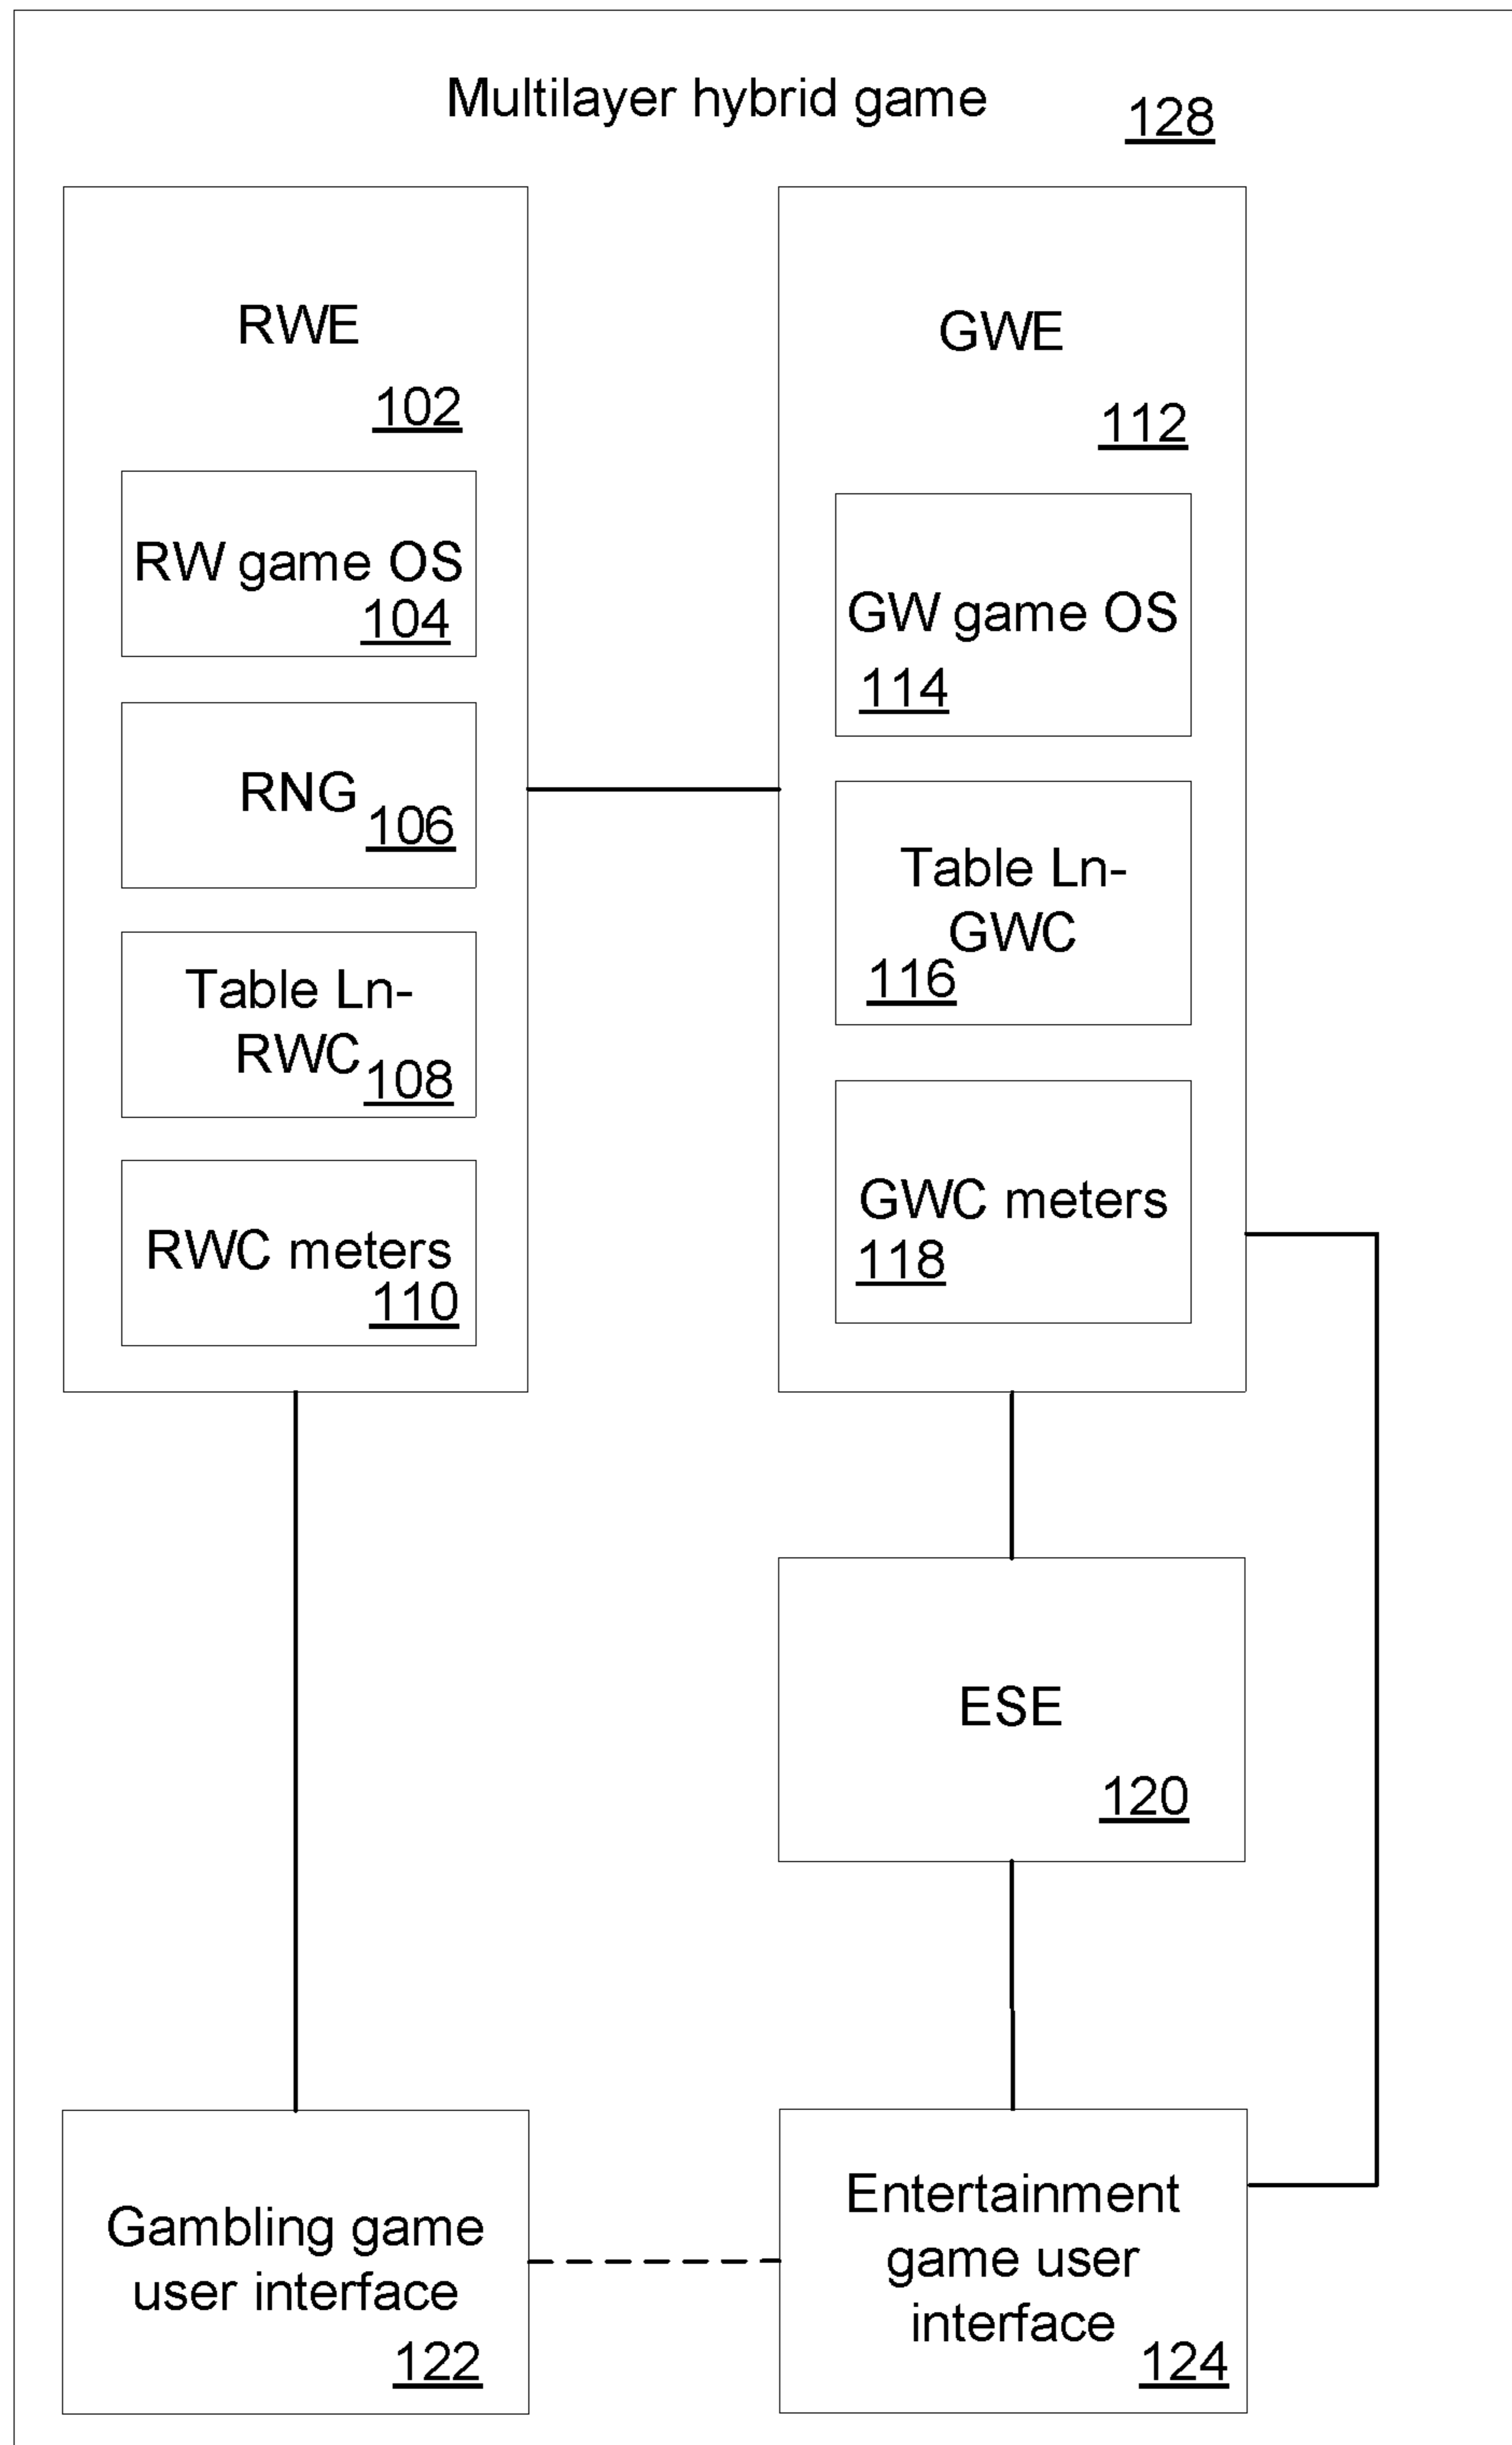 Multilayer hybrid game
128
RWE
102
RW game OS
104
RNG
106
Table Ln-
RWC
108
RWC meters
110
GWE
112
GW game OS
114
Table Ln-
GWC
116
GWC meters
118
ESE
120
Gambling game
user interface
122
Entertainment
game user
interface
124